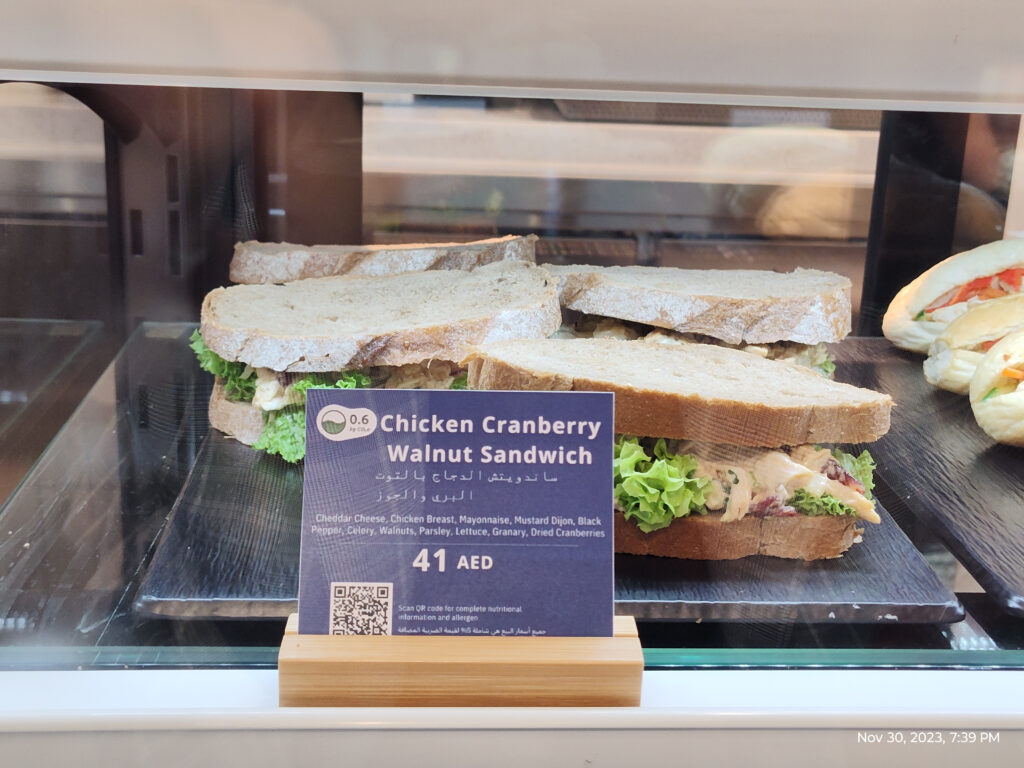 0.6
kg CO₂e
Chicken Cranberry
Walnut Sandwich
ساندويتش الدجاج بالتوت
البري والجوز
Cheddar Cheese, Chicken Breast, Mayonnaise, Mustard Dijon, Black
Pepper, Celery, Walnuts, Parsley, Lettuce, Granary, Dried Cranberries
41 AED
Scan QR code for complete nutritional
information and allergen
جميع أسعار البيع هي شاملة 5% لقيمة الضريبة المضافة
Nov 30, 2023, 7:39 PM